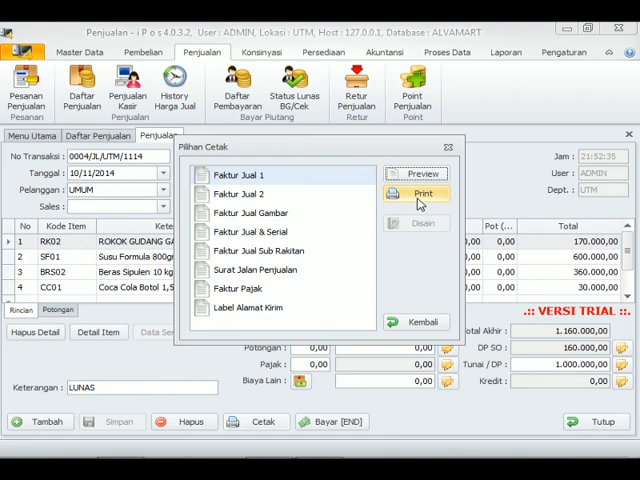 Penjualan - i P o s 4.0.3.2, User : ADMIN, Lokasi : UTM, Host : 127.0.0.1, Database : ALVAMART
Master Data Pembelian Penjualan Konsinyasi Persediaan Akuntansi Proses Data Laporan Pengaturan
Pesanan Penjualan
Daftar Penjualan
Penjualan Kasir
History Harga Jual
Daftar Pembayaran
Status Lunas BG/Cek
Retur Penjualan
Point Penjualan
Pesanan Penjualan Bayar Piutang Retur Point
Menu Utama Daftar Penjualan Penjualan
Pilihan Cetak
No Transaksi : 0004/JL/UTM/1114
Tanggal : 10/11/2014
Pelanggan : UMUM
Sales :
Jam : 21:52:35
User : ADMIN
Dept. : UTM
Faktur Jual 1
Faktur Jual 2
Faktur Jual Gambar
Faktur Jual & Serial
Faktur Jual Sub Rakitan
Surat Jalan Penjualan
Faktur Pajak
Label Alamat Kirim
Preview
Print
Disain
Kembali
No Kode Item Pot (... Total
1 RK02 ROKOK GUDANG GA 0,00 0,00 170.000,00
2 SF01 Susu Formula 800gr 0,00 0,00 600.000,00
3 BRS02 Beras Sipulen 10 kg 0,00 0,00 360.000,00
4 CC01 Coca Cola Botol 1,5 0,00 0,00 30.000,00
Rincian Potongan
.:: VERSI TRIAL ::.
Hapus Detail Detail Item Data Se
Potongan : 0,00 0,00
Pajak : 0,00 0,00
Biaya Lain : 0,00
Total Akhir : 1.160.000,00
DP SO : 160.000,00
Tunai / DP : 1.000.000,00
Kredit : 0,00
Keterangan : LUNAS
Tambah Simpan Hapus Cetak Bayar [END] Tutup